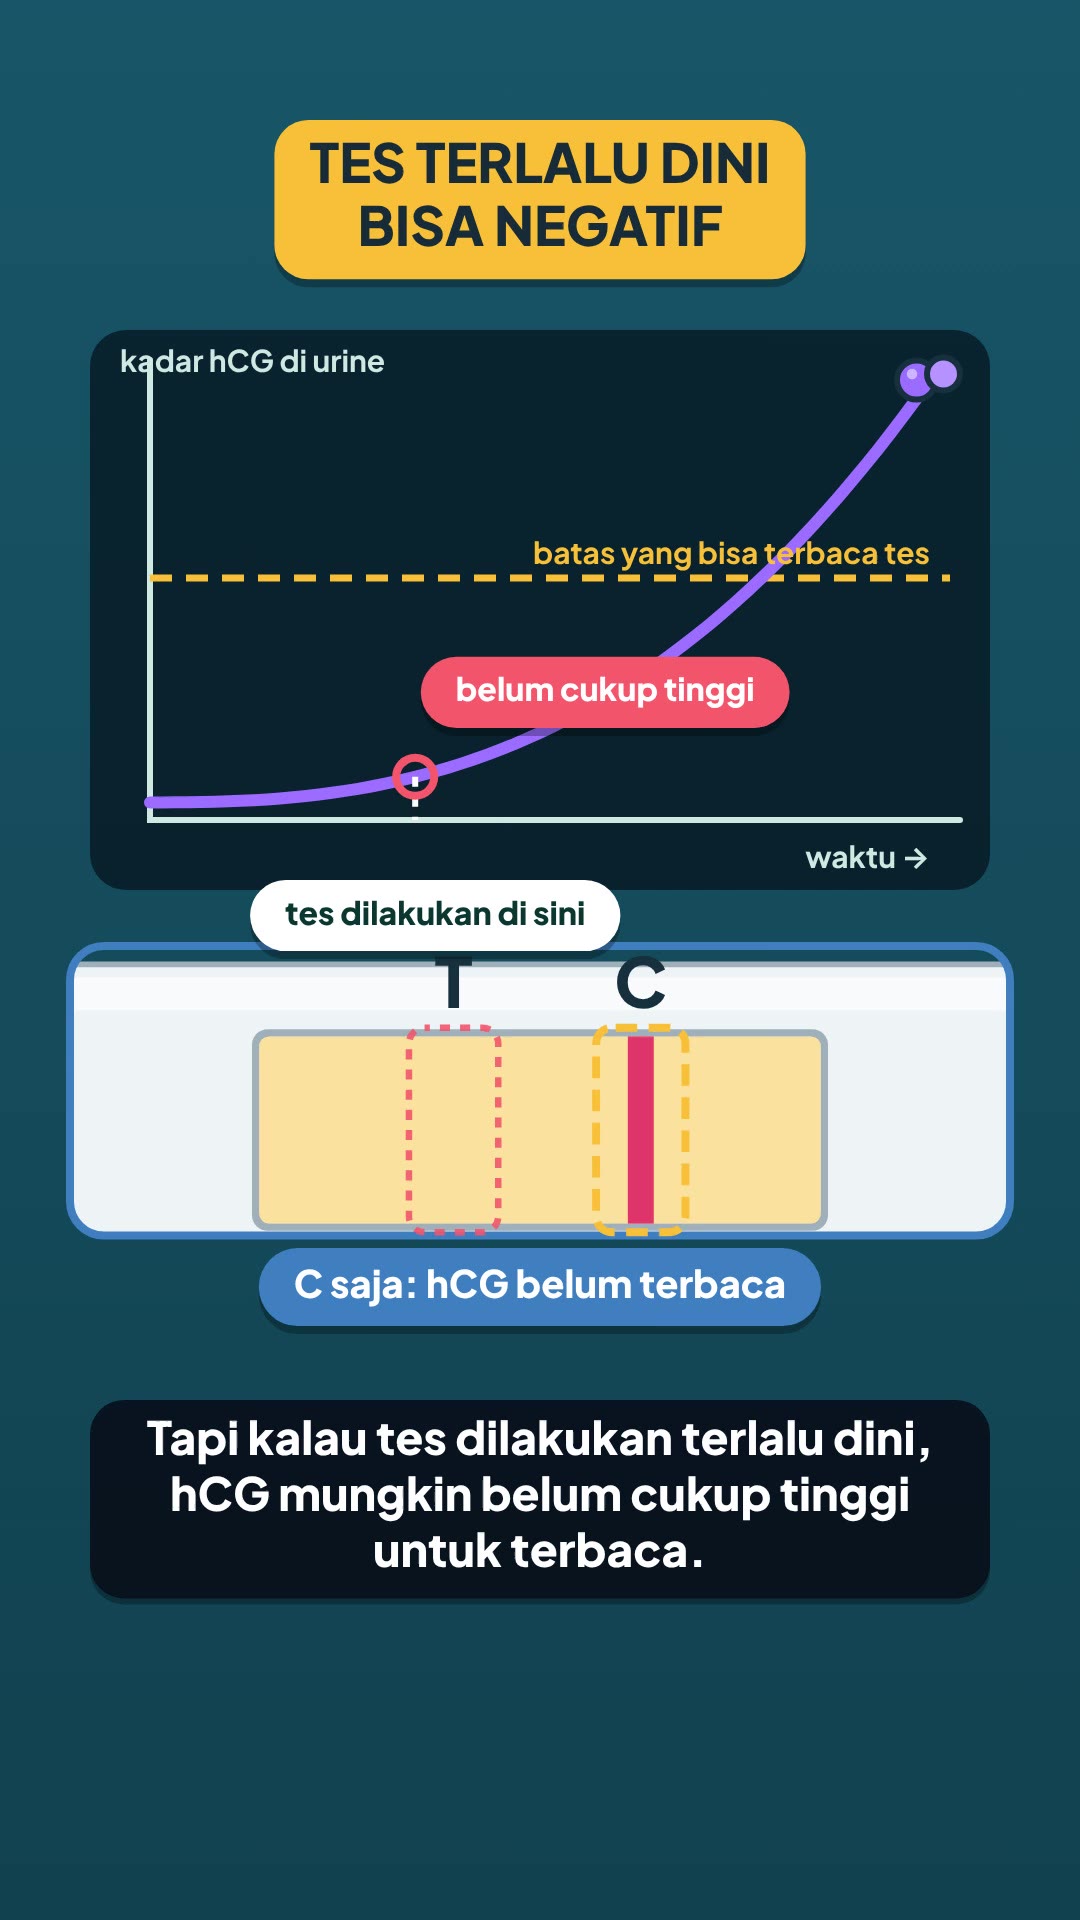 TES TERLALU DINI
BISA NEGATIF
kadar hCG di urine
batas yang bisa terbaca tes
belum cukup tinggi
waktu →
tes dilakukan di sini
T C
C saja: hCG belum terbaca
Tapi kalau tes dilakukan terlalu dini,
hCG mungkin belum cukup tinggi
untuk terbaca.